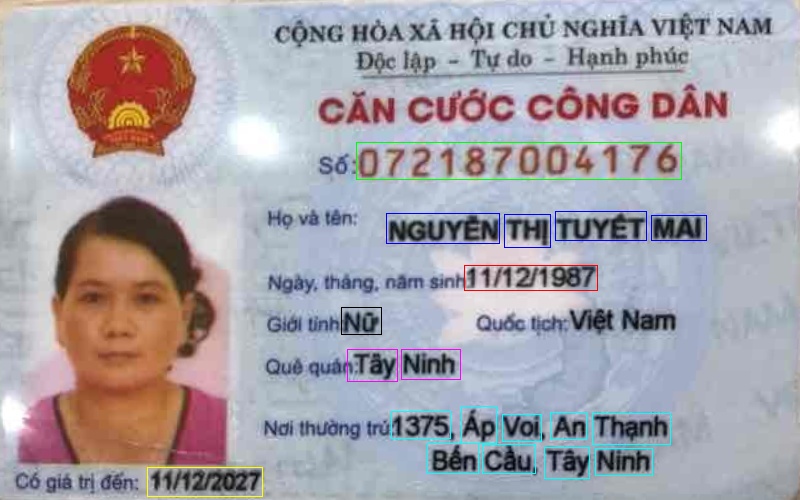 CỘNG HÒA XÃ HỘI CHỦ NGHĨA VIỆT NAM
Độc lập - Tự do - Hạnh phúc
CĂN CƯỚC CÔNG DÂN
Số: 072187004176
Họ và tên: NGUYỄN THỊ TUYẾT MAI
Ngày, tháng, năm sinh: 11/12/1987
Giới tính: Nữ Quốc tịch: Việt Nam
Quê quán: Tây Ninh
Nơi thường trú: 1375, Ấp Voi, An Thạnh
Bến Cầu, Tây Ninh
Có giá trị đến: 11/12/2027